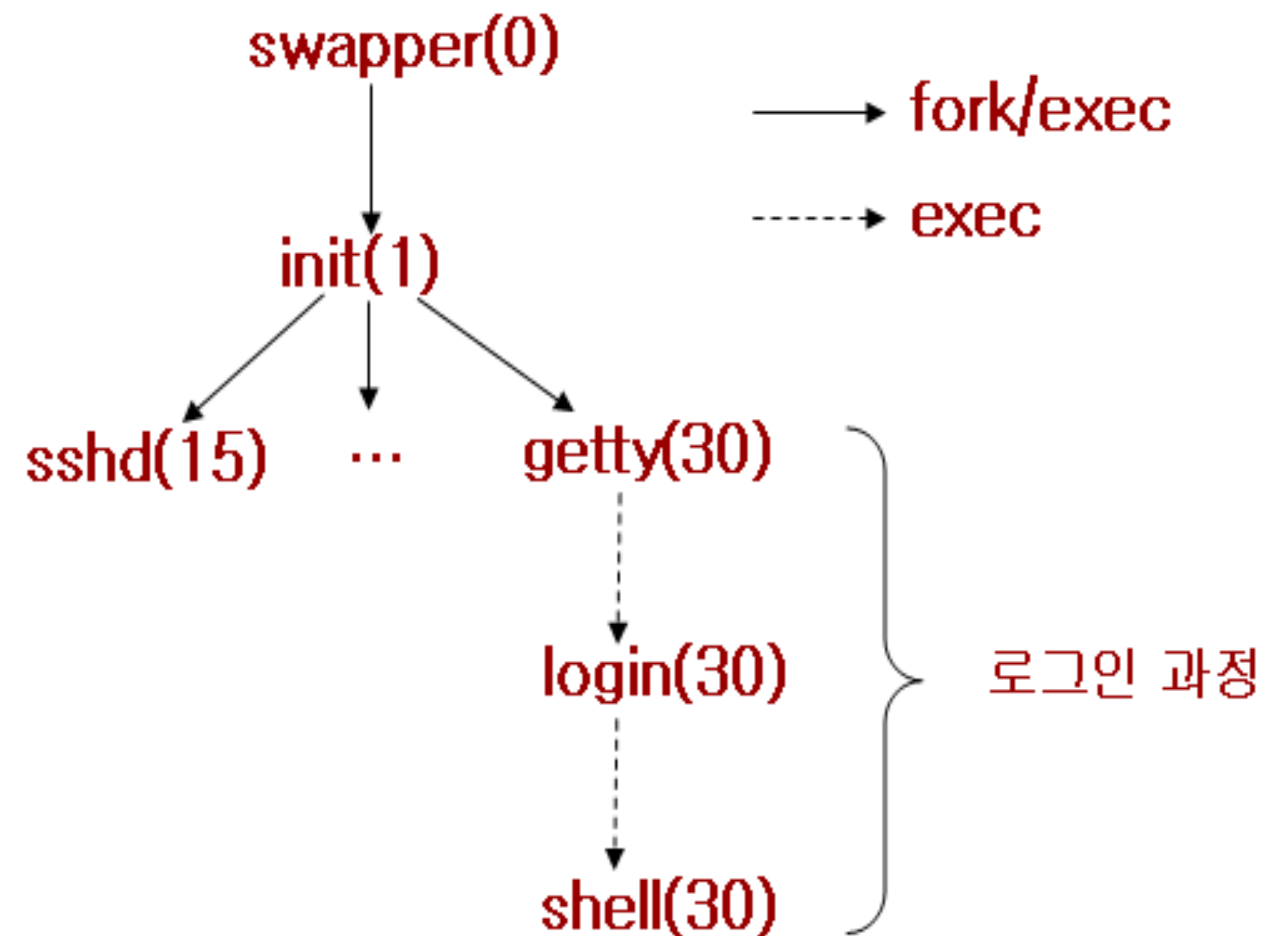 swapper(0)
fork/exec
exec
init(1)
sshd(15)
...
getty(30)
login(30)
로그인 과정
shell(30)